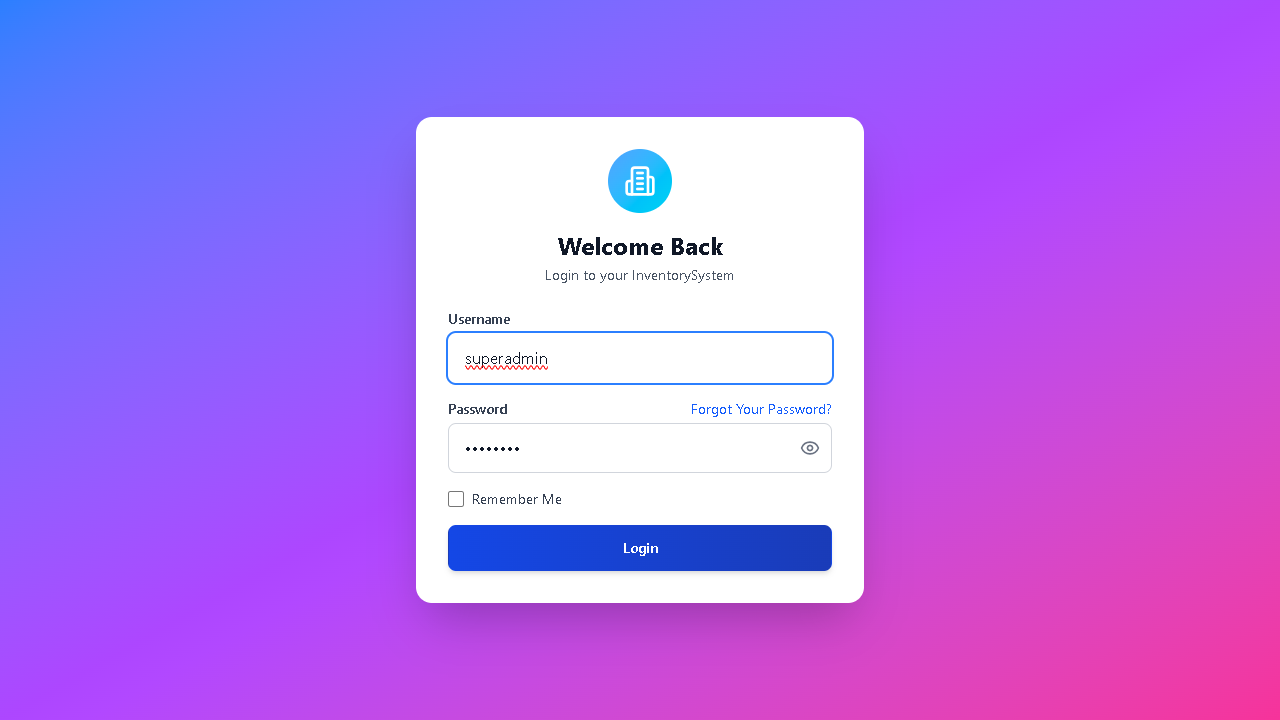 Welcome Back
Login to your InventorySystem
Username
superadmin
Password Forgot Your Password?
••••••••
Remember Me
Login